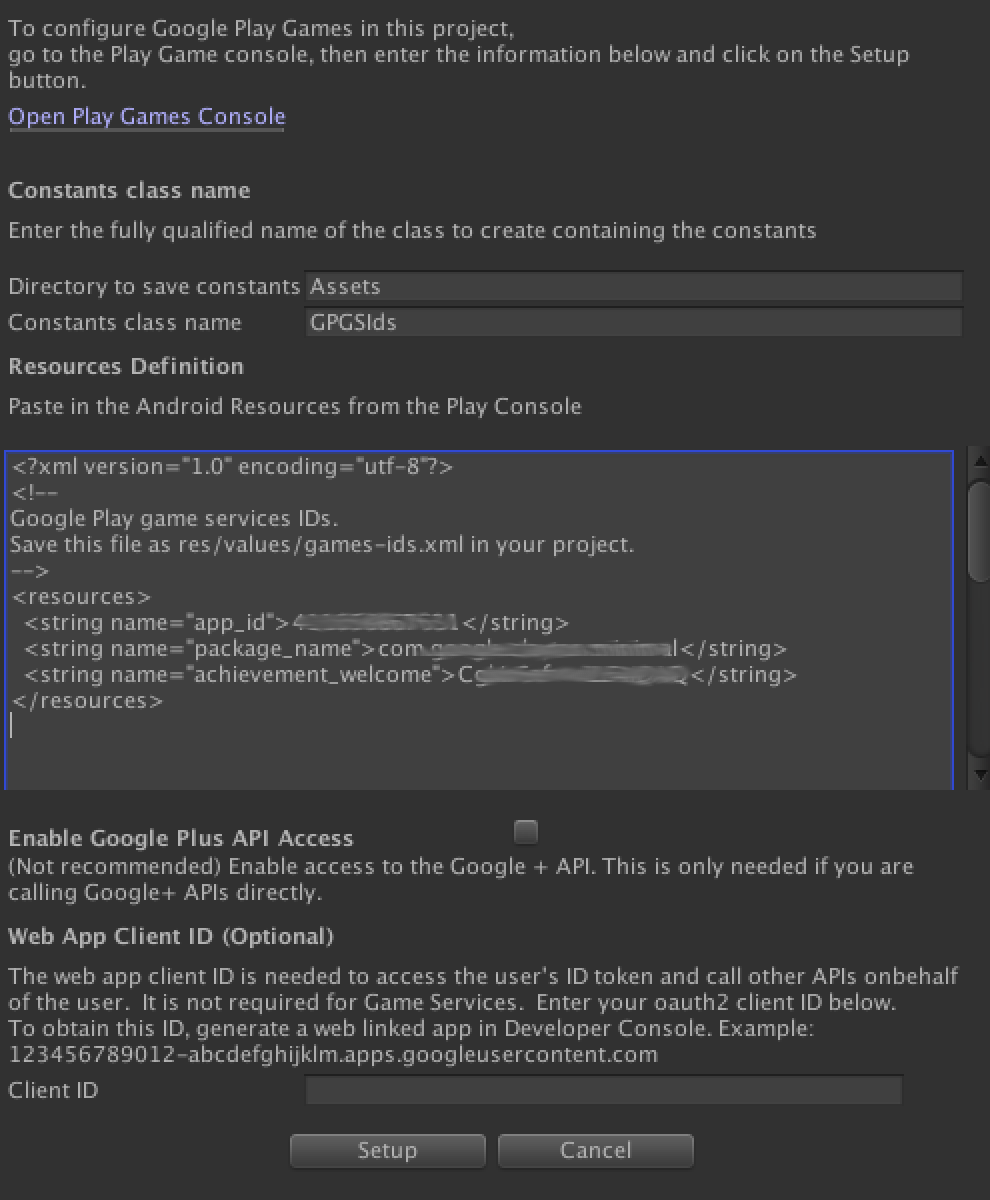 To configure Google Play Games in this project,
go to the Play Game console, then enter the information below and click on the Setup
button.
Open Play Games Console
Constants class name
Enter the fully qualified name of the class to create containing the constants
Directory to save constants Assets
Constants class name GPGSIds
Resources Definition
Paste in the Android Resources from the Play Console
<?xml version="1.0" encoding="utf-8"?>
<!--
Google Play game services IDs.
Save this file as res/values/games-ids.xml in your project.
-->
<resources>
<string name="app_id">4</string>
<string name="package_name">com</string>
<string name="achievement_welcome">Cg</string>
</resources>
Enable Google Plus API Access
(Not recommended) Enable access to the Google + API. This is only needed if you are
calling Google+ APIs directly.
Web App Client ID (Optional)
The web app client ID is needed to access the user's ID token and call other APIs onbehalf
of the user.  It is not required for Game Services.  Enter your oauth2 client ID below.
To obtain this ID, generate a web linked app in Developer Console. Example:
123456789012-abcdefghijklm.apps.googleusercontent.com
Client ID
Setup Cancel